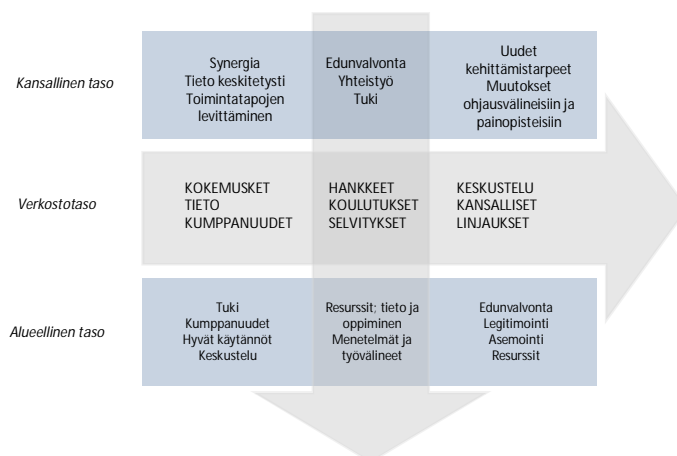 Kansallinen taso
Synergia
Tieto keskitetysti
Toimintatapojen
levittäminen
Edunvalvonta
Yhteistyö
Tuki
Uudet
kehittämistarpeet
Muutokset
ohjausvälineisiin ja
painopisteisiin
Verkostotaso
KOKEMUSKET
TIETO
KUMPPANUUDET
HANKKEET
KOULUTUKSET
SELVITYKSET
KESKUSTELU
KANSALLISET
LINJAUKSET
Alueellinen taso
Tuki
Kumppanuudet
Hyvät käytännöt
Keskustelu
Resurssit; tieto ja
oppiminen
Menetelmät ja
työvälineet
Edunvalvonta
Legitimointi
Asemointi
Resurssit